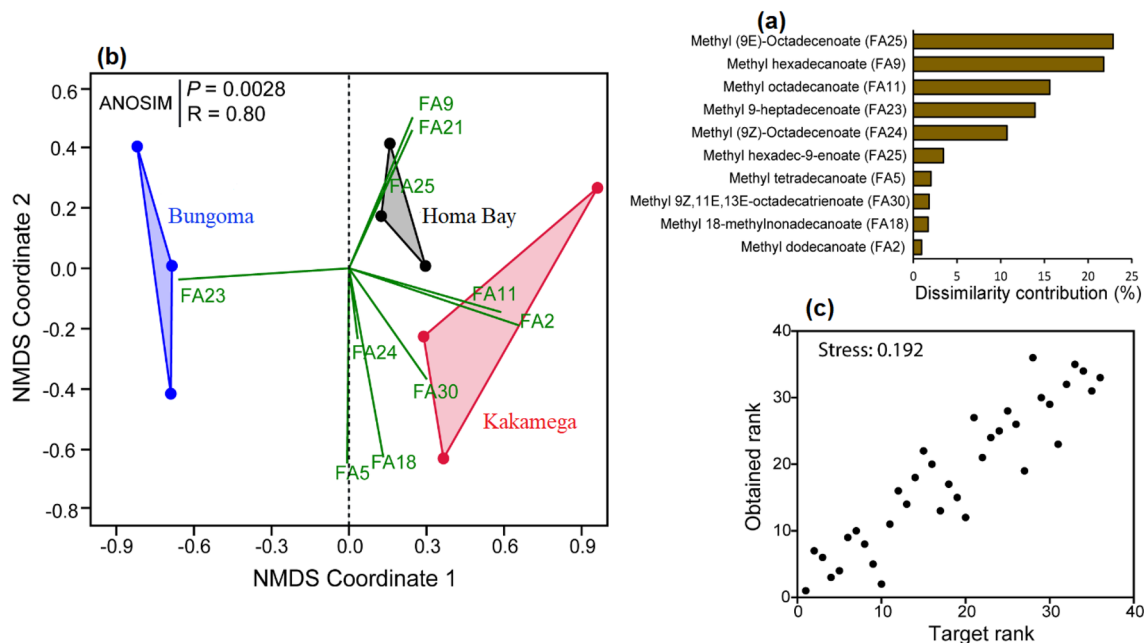 (a)
Methyl (9E)-Octadecenoate (FA25)
Methyl hexadecanoate (FA9)
Methyl octadecanoate (FA11)
Methyl 9-heptadecenoate (FA23)
Methyl (9Z)-Octadecenoate (FA24)
Methyl hexadec-9-enoate (FA25)
Methyl tetradecanoate (FA5)
Methyl 9Z,11E,13E-octadecatrienoate (FA30)
Methyl 18-methylnonadecanoate (FA18)
Methyl dodecanoate (FA2)
0 5 10 15 20 25
Dissimilarity contribution (%)
(b)
ANOSIM
P = 0.0028
R = 0.80
NMDS Coordinate 2
0.6
0.4
0.2
0.0
-0.2
-0.4
-0.6
-0.8
FA9
FA21
FA25
Bungoma
Homa Bay
FA23
FA11
FA2
FA24
FA30
Kakamega
FA18
FA5
-0.9 -0.6 -0.3 0.0 0.3 0.6 0.9
NMDS Coordinate 1
(c)
Stress: 0.192
Obtained rank
40
30
20
10
0
0 10 20 30 40
Target rank